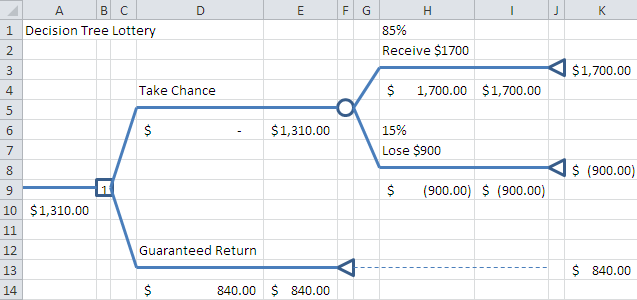 A B C D E F G H I J K
1 Decision Tree Lottery 85%
2 Receive $1700
3 $1,700.00
4 Take Chance $ 1,700.00 $1,700.00
5
6 $ - $1,310.00 15%
7 Lose $900
8 $ (900.00)
9 1 $ (900.00) $ (900.00)
10 $1,310.00
11
12 Guaranteed Return
13 $ 840.00
14 $ 840.00 $ 840.00